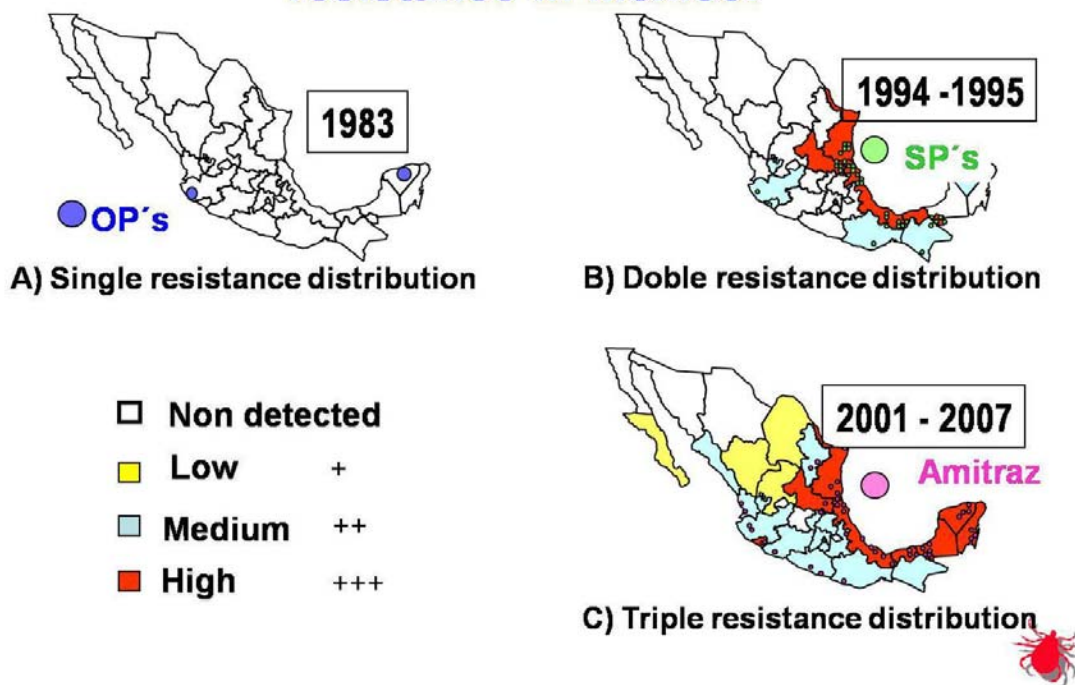 1983
OP´s
A) Single resistance distribution
1994 -1995
SP´s
B) Doble resistance distribution
Non detected
Low +
Medium ++
High +++
2001 - 2007
Amitraz
C) Triple resistance distribution